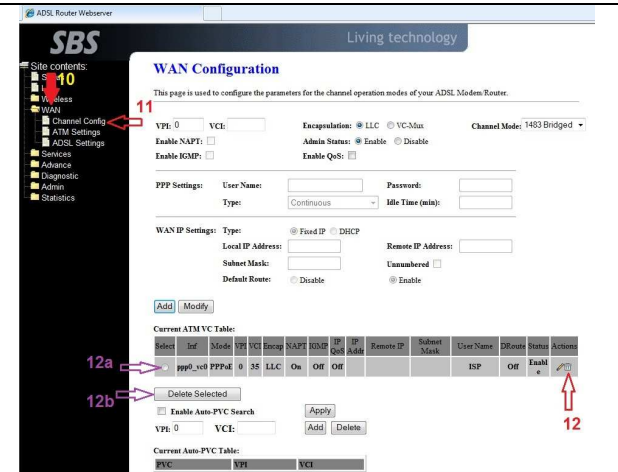 ADSL Router Webserver
SBS
Living technology
Site contents:
10
Wireless
WAN
Channel Config
ATM Settings
ADSL Settings
Services
Advance
Diagnostic
Admin
Statistics
11
WAN Configuration
This page is used to configure the parameters for the channel operation modes of your ADSL Modem/Router.
VPI: 0 VCI: Encapsulation: LLC VC-Mux Channel Mode: 1483 Bridged
Enable NAPT: Admin Status: Enable Disable
Enable IGMP: Enable QoS:
PPP Settings: User Name: Password:
Type: Continuous Idle Time (min):
WAN IP Settings: Type: Fixed IP DHCP
Local IP Address: Remote IP Address:
Subnet Mask: Unnumbered
Default Route: Disable Enable
Add Modify
Current ATM VC Table:
Select Inf Mode VPI VCI Encap NAPT IGMP IP QoS IP Addr Remote IP Subnet Mask User Name DRoute Status Actions
12a ppp0_vc0 PPPoE 0 35 LLC On Off Off ISP Off Enable
12b Delete Selected
12
Enable Auto-PVC Search Apply
VPI: 0 VCI: Add Delete
Current Auto-PVC Table:
PVC VPI VCI